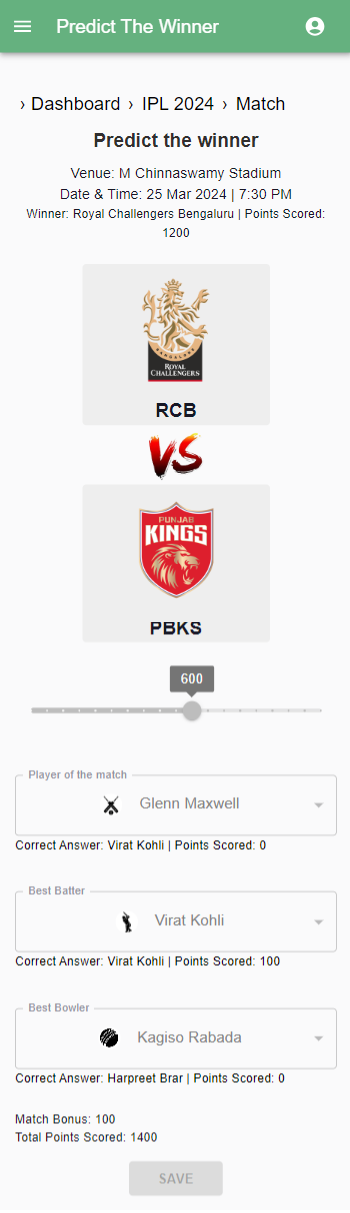 Predict The Winner
› Dashboard › IPL 2024 › Match
Predict the winner
Venue: M Chinnaswamy Stadium
Date & Time: 25 Mar 2024 | 7:30 PM
Winner: Royal Challengers Bengaluru | Points Scored:
1200
BENGALURU
ROYAL
CHALLENGERS
RCB
VS
PUNJAB
KINGS
PBKS
600
Player of the match
Glenn Maxwell
Correct Answer: Virat Kohli | Points Scored: 0
Best Batter
Virat Kohli
Correct Answer: Virat Kohli | Points Scored: 100
Best Bowler
Kagiso Rabada
Correct Answer: Harpreet Brar | Points Scored: 0
Match Bonus: 100
Total Points Scored: 1400
SAVE